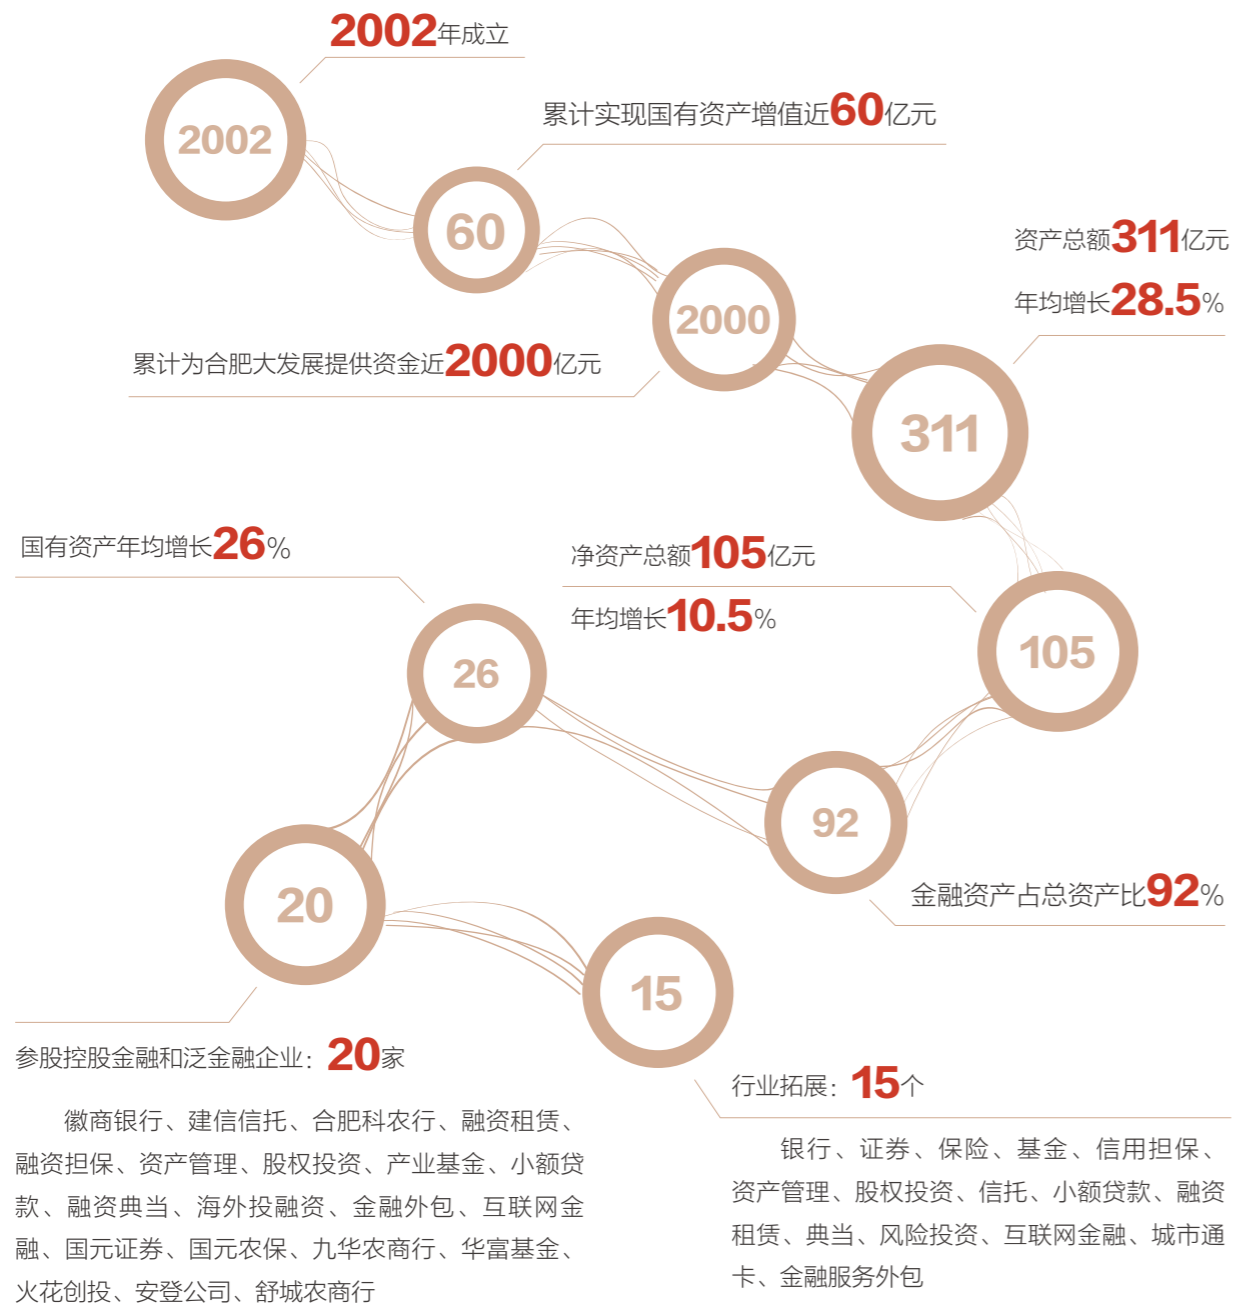 2002年成立
2002
累计实现国有资产增值近60亿元
60
资产总额311亿元
年均增长28.5%
2000
累计为合肥大发展提供资金近2000亿元
311
国有资产年均增长26%
净资产总额105亿元
年均增长10.5%
105
26
92
金融资产占总资产比92%
20
15
参股控股金融和泛金融企业：20家
徽商银行、建信信托、合肥科农行、融资租赁、
融资担保、资产管理、股权投资、产业基金、小额贷
款、融资典当、海外投融资、金融外包、互联网金
融、国元证券、国元农保、九华农商行、华富基金、
火花创投、安登公司、舒城农商行
行业拓展：15个
银行、证券、保险、基金、信用担保、
资产管理、股权投资、信托、小额贷款、融资
租赁、典当、风险投资、互联网金融、城市通
卡、金融服务外包